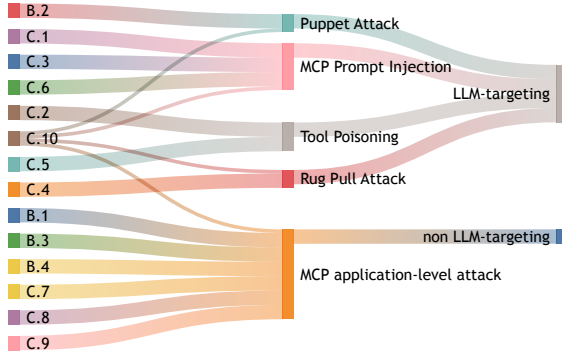 B.2
C.1
C.3
C.6
C.2
C.10
C.5
C.4
B.1
B.3
B.4
C.7
C.8
C.9
Puppet Attack
MCP Prompt Injection
Tool Poisoning
Rug Pull Attack
MCP application-level attack
LLM-targeting
non LLM-targeting